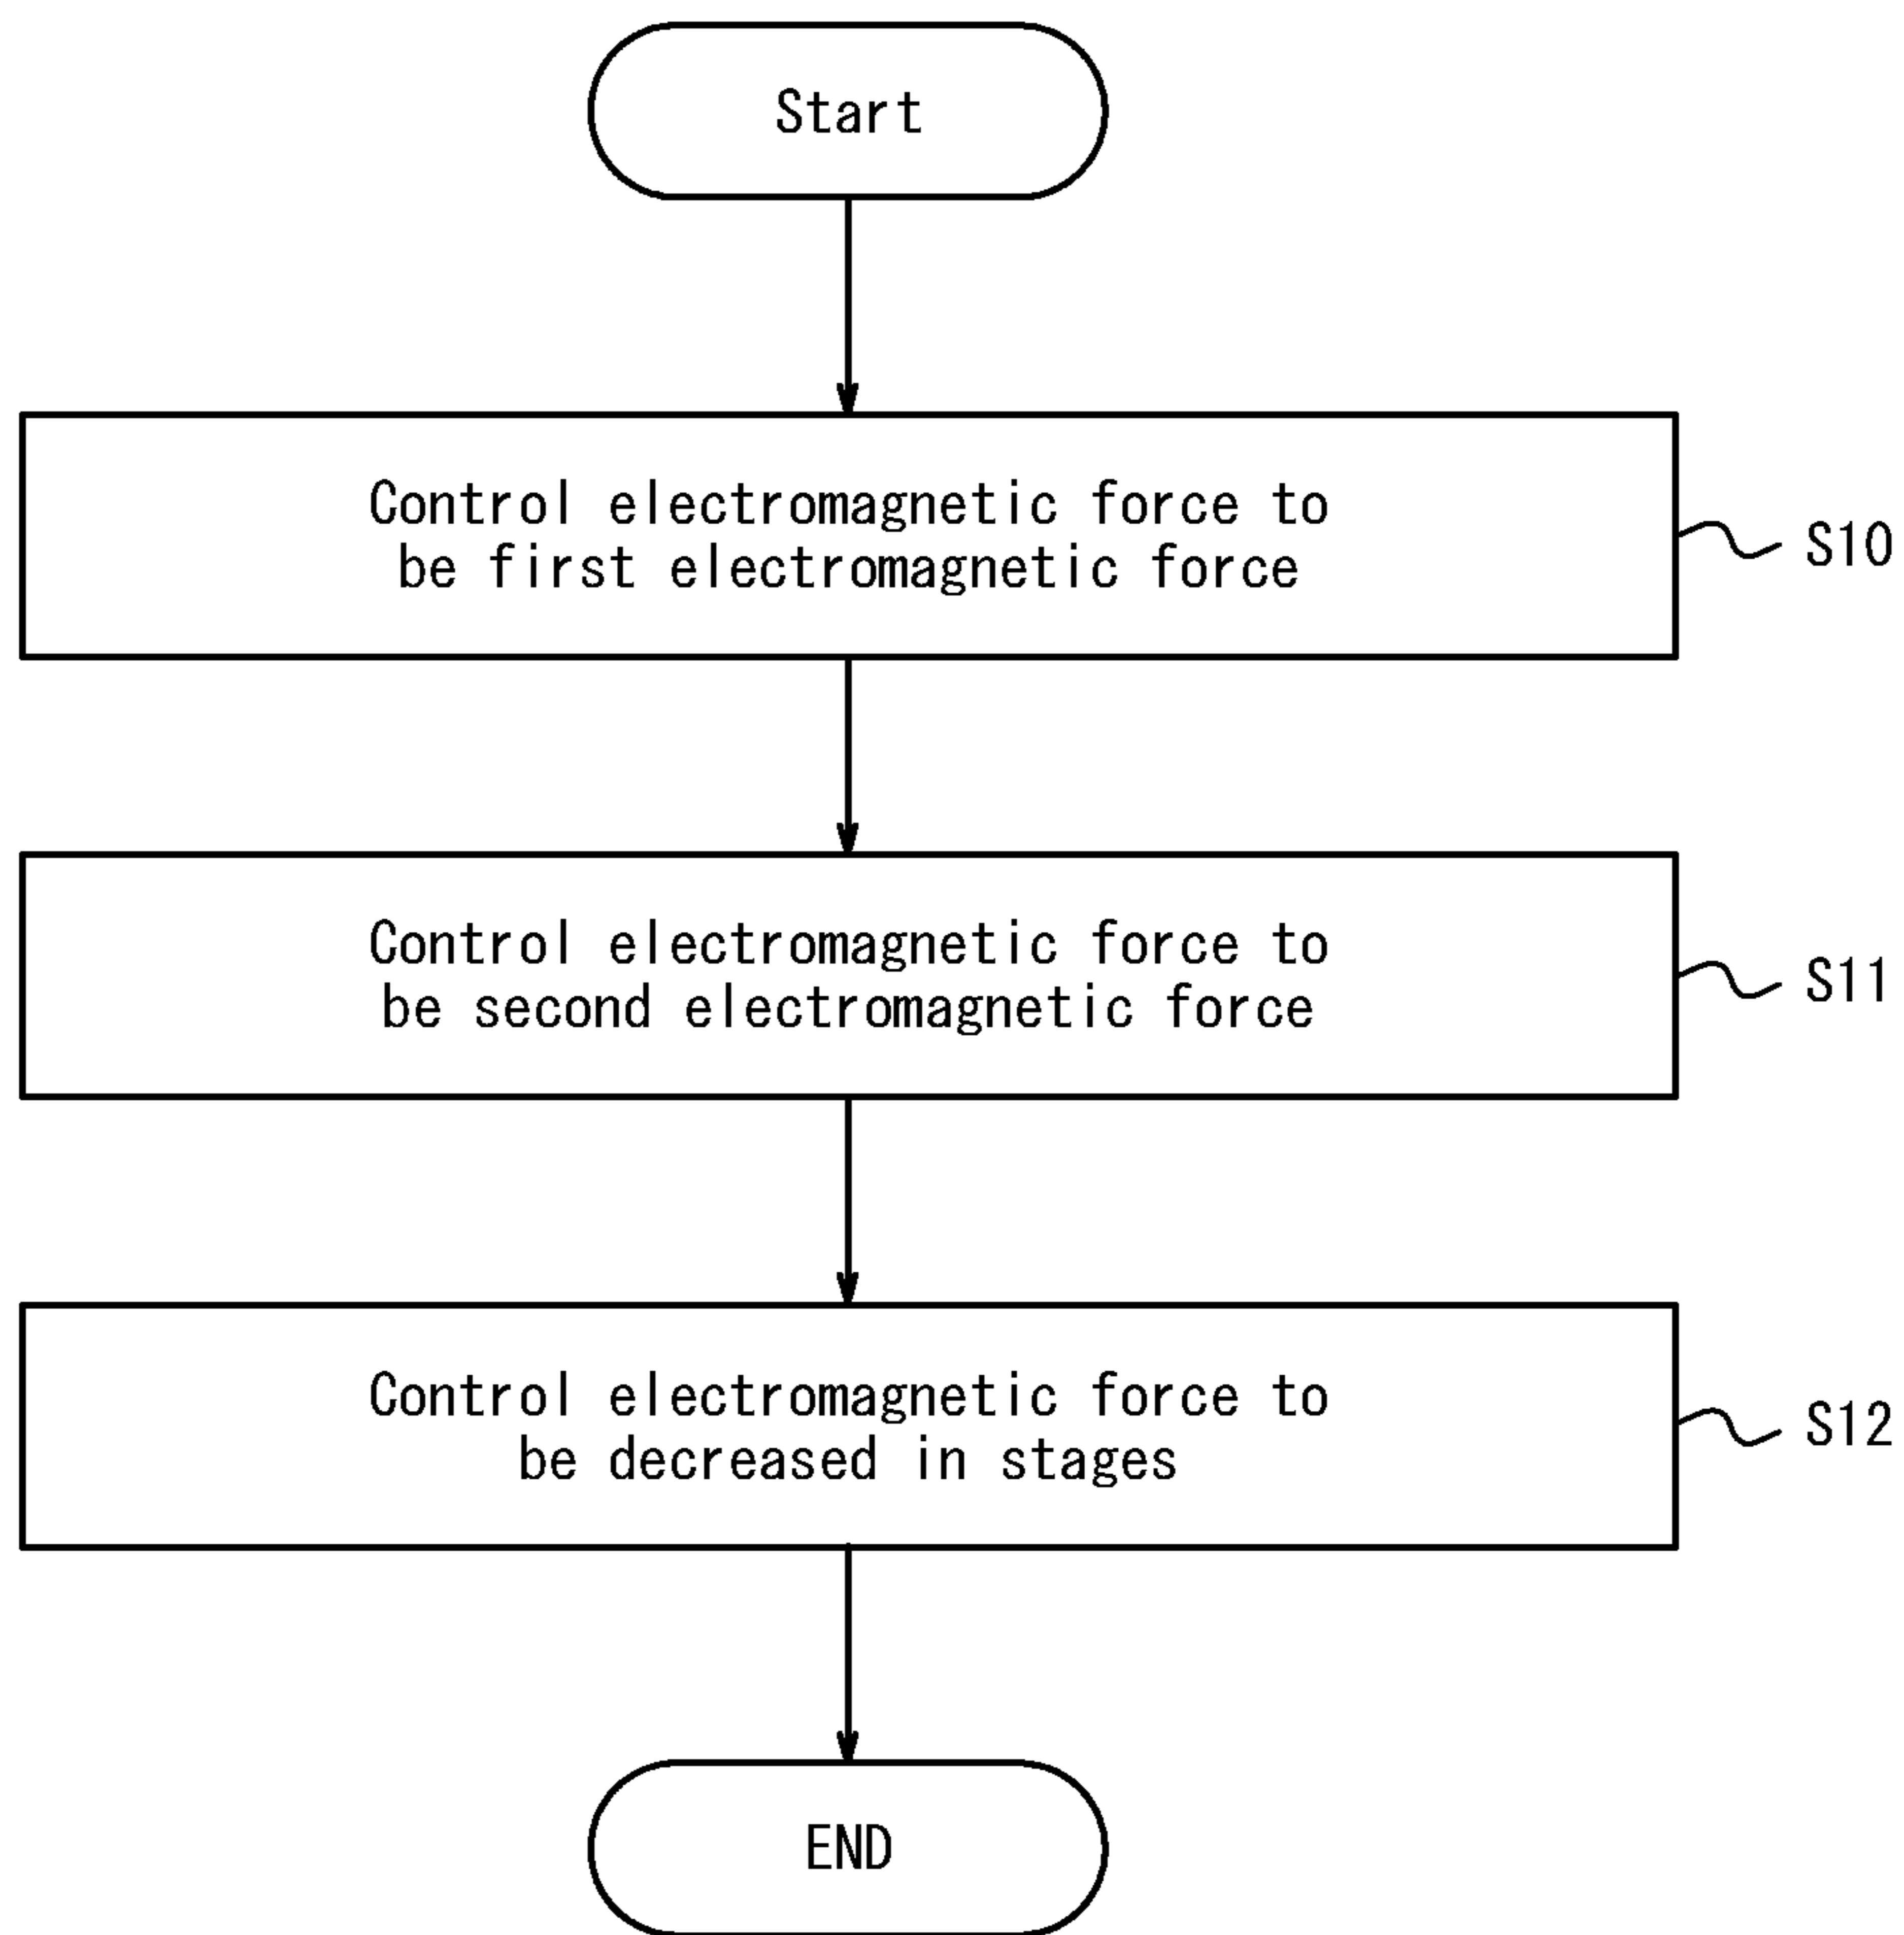 Start
Control electromagnetic force to
be first electromagnetic force
S10
Control electromagnetic force to
be second electromagnetic force
S11
Control electromagnetic force to
be decreased in stages
S12
END